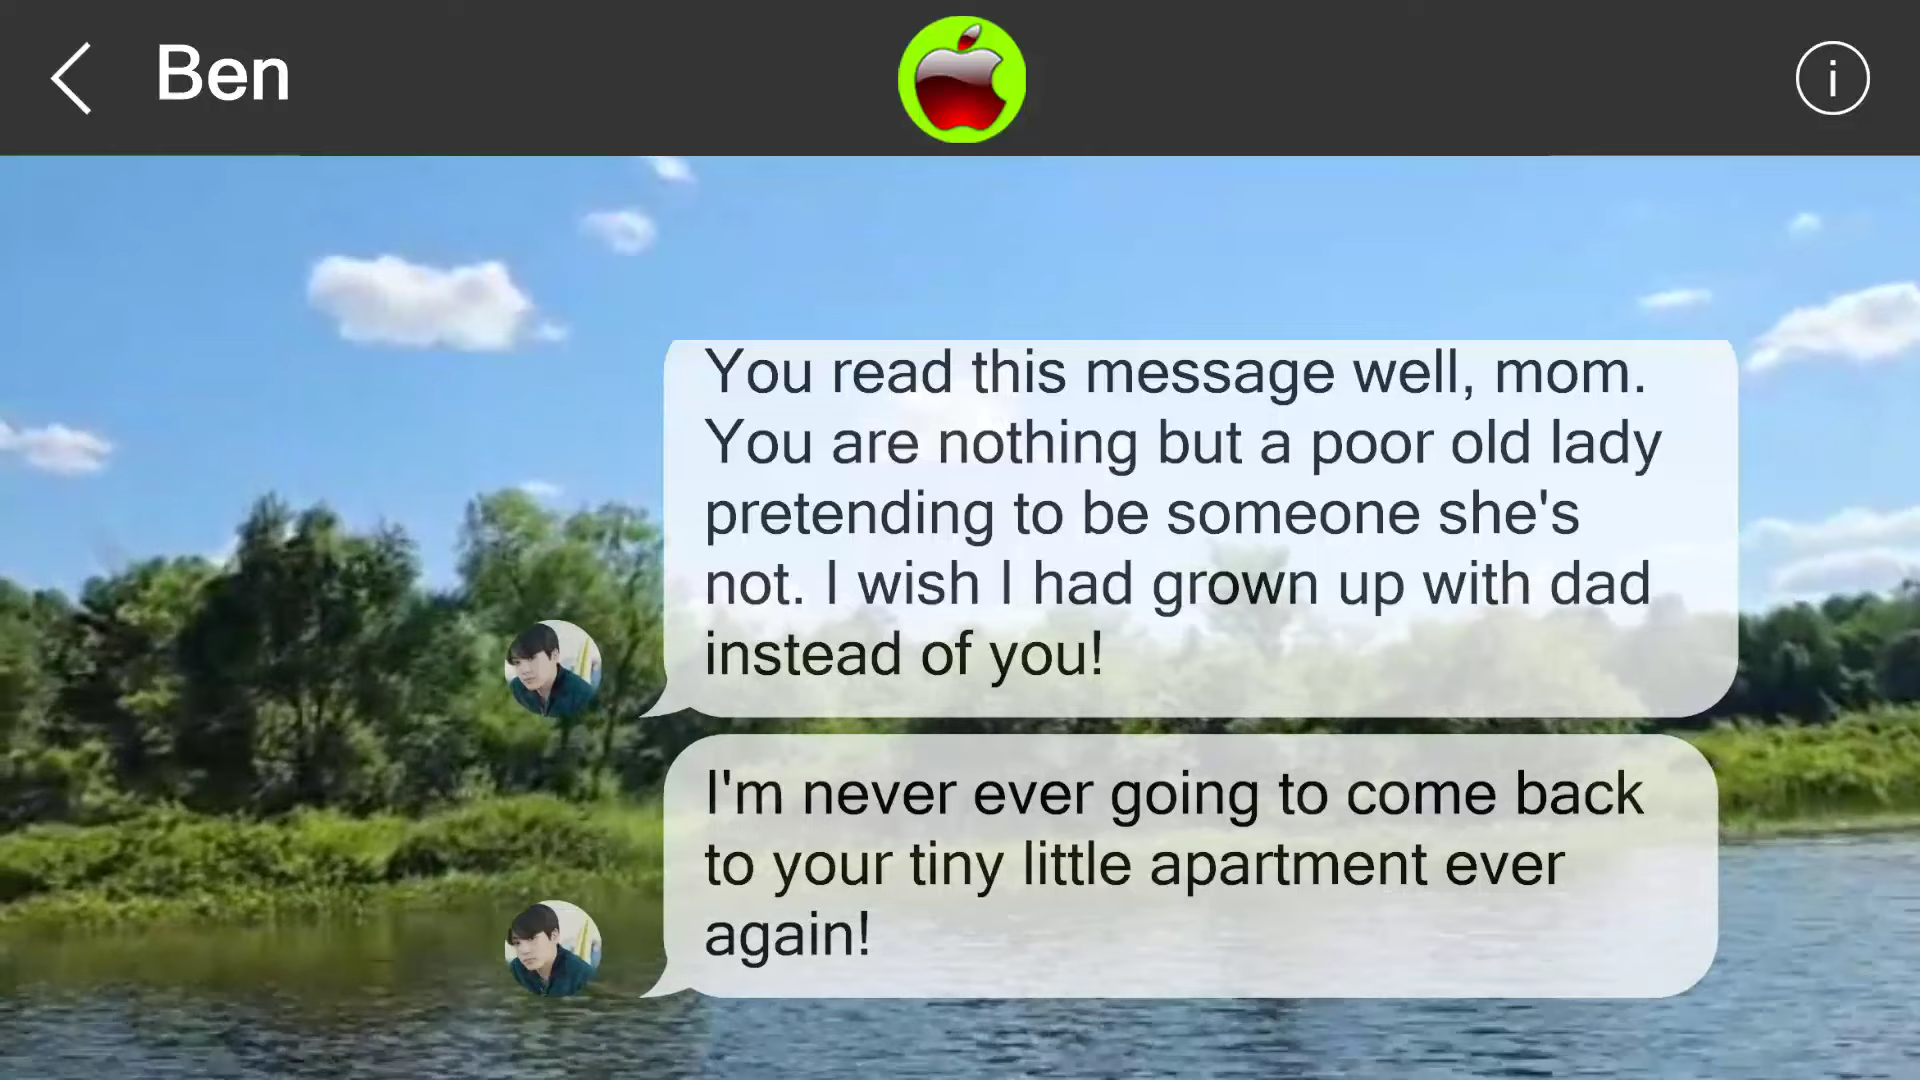 Ben
i
You read this message well, mom.
You are nothing but a poor old lady
pretending to be someone she's
not. I wish I had grown up with dad
instead of you!
I'm never ever going to come back
to your tiny little apartment ever
again!